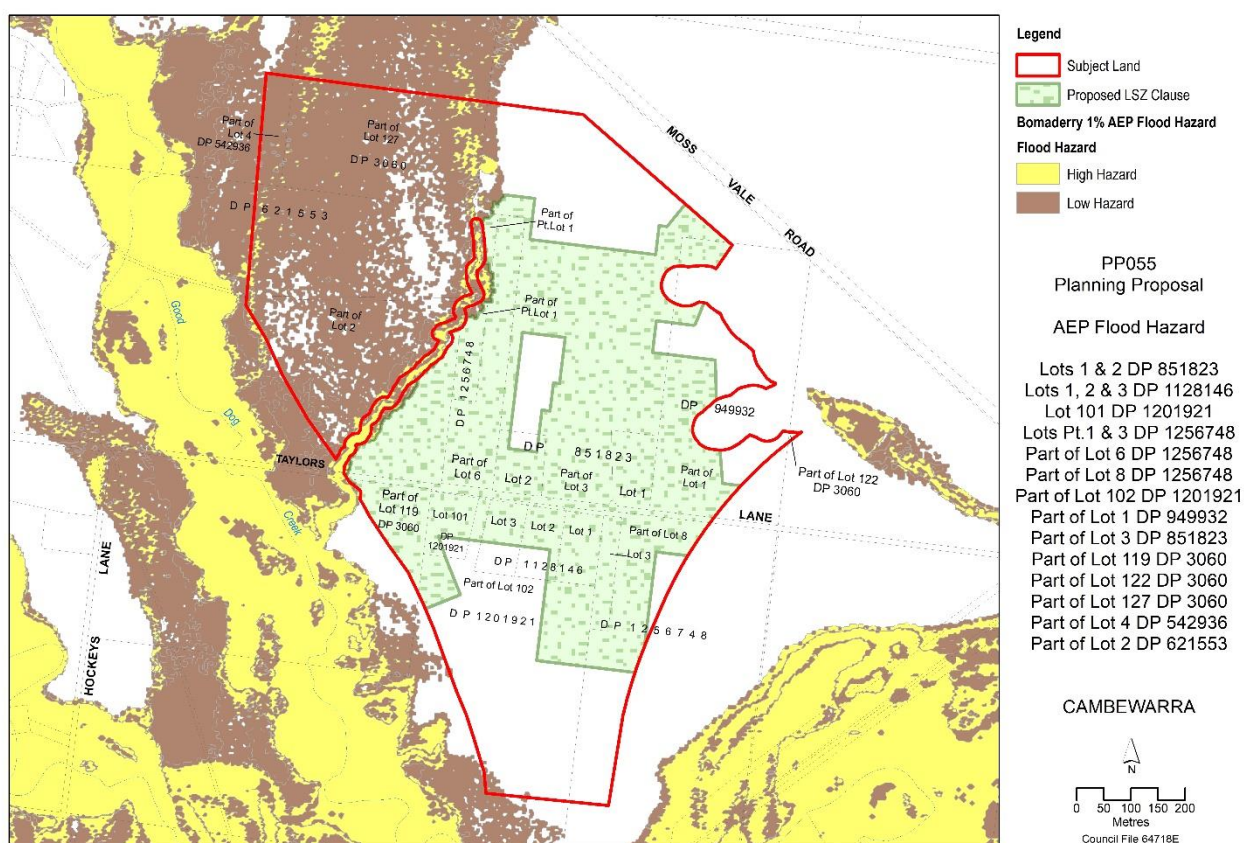 Part of
Lot 4
DP 542936
Part of
Lot 127
DP 3060
DP 621553
Part of
Lot 2
Good
Dog
Creek
MOSS
VALE
ROAD
Part of
Pt.Lot 1
Part of
Pt.Lot 1
DP 1256748
DP 949932
DP 851823
Part of
Lot 6
Lot 2
Part of
Lot 3
Lot 1
Part of
Lot 1
Part of Lot 122
DP 3060
TAYLORS
LANE
Part of
Lot 119
DP 3060
Lot 101
DP
1201921
Lot 3
Lot 2
Lot 1
Part of Lot 8
Lot 3
DP 1128146
Part of Lot 102
DP 1201921
DP 1256748
HOCKEYS
LANE
Legend
Subject Land
Proposed LSZ Clause
Bomaderry 1% AEP Flood Hazard
Flood Hazard
High Hazard
Low Hazard
PP055
Planning Proposal
AEP Flood Hazard
Lots 1 & 2 DP 851823
Lots 1, 2 & 3 DP 1128146
Lot 101 DP 1201921
Lots Pt.1 & 3 DP 1256748
Part of Lot 6 DP 1256748
Part of Lot 8 DP 1256748
Part of Lot 102 DP 1201921
Part of Lot 1 DP 949932
Part of Lot 3 DP 851823
Part of Lot 119 DP 3060
Part of Lot 122 DP 3060
Part of Lot 127 DP 3060
Part of Lot 4 DP 542936
Part of Lot 2 DP 621553
CAMBEWARRA
N
0 50 100 150 200
Metres
Council File 64718E